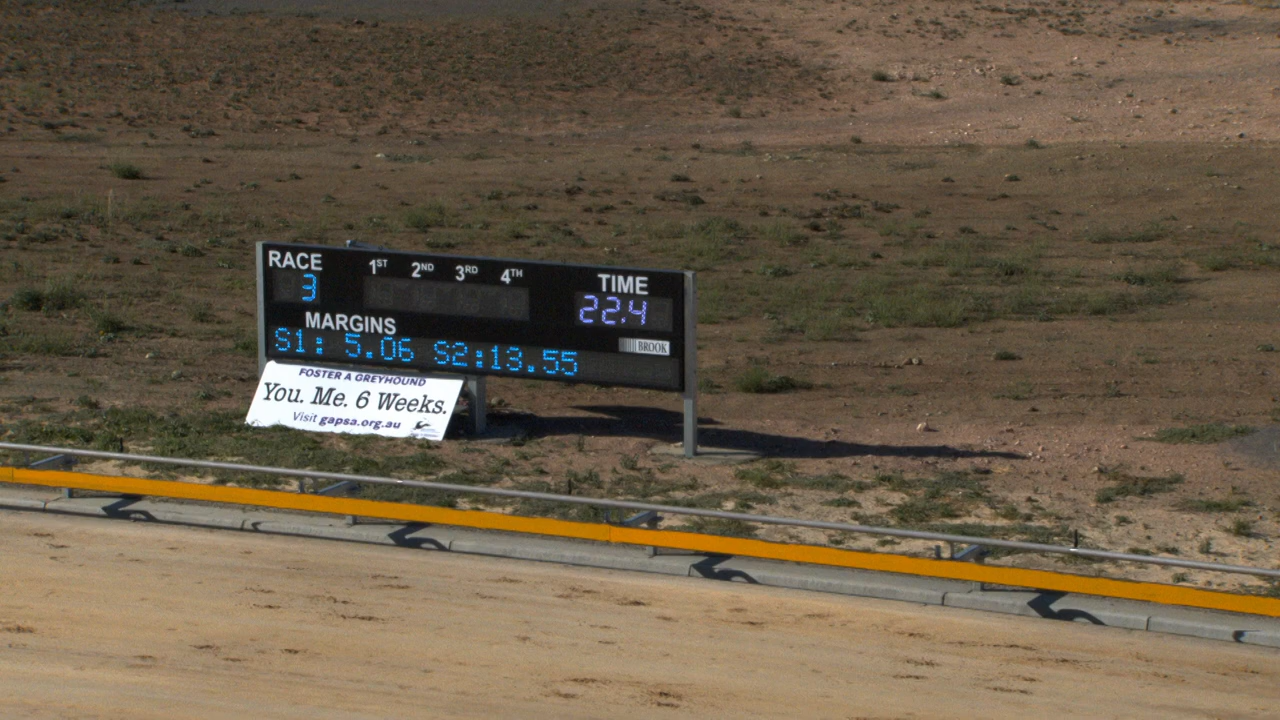 RACE 1ST 2ND 3RD 4TH TIME
3 22.4
MARGINS
BROOK
S1: 5.06 S2:13.55
FOSTER A GREYHOUND
You. Me. 6 Weeks.
Visit gapsa.org.au